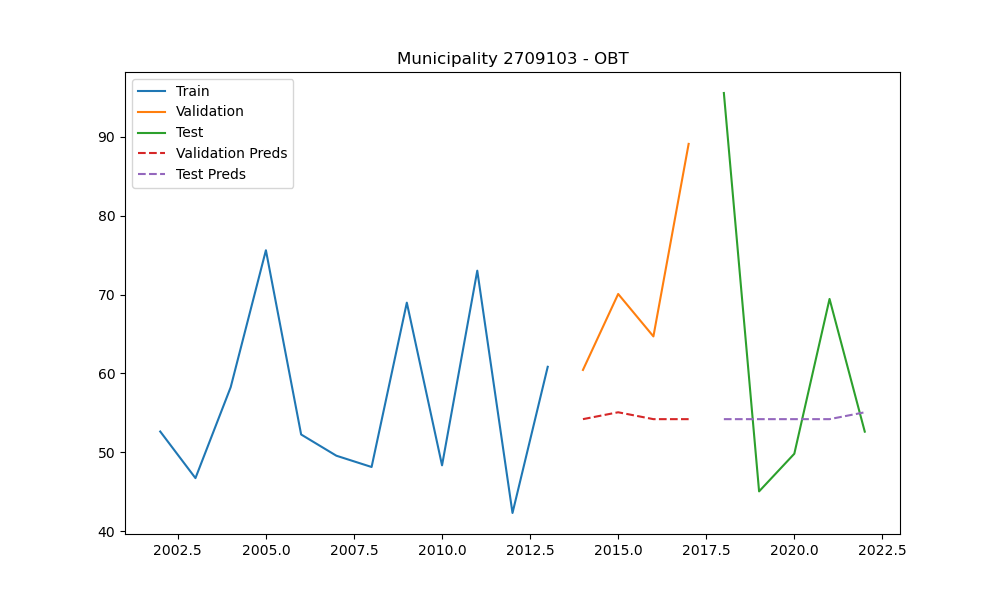 Municipality 2709103 - OBT
Train
Validation
Test
Validation Preds
Test Preds
90
80
70
60
50
40
2002.5 2005.0 2007.5 2010.0 2012.5 2015.0 2017.5 2020.0 2022.5